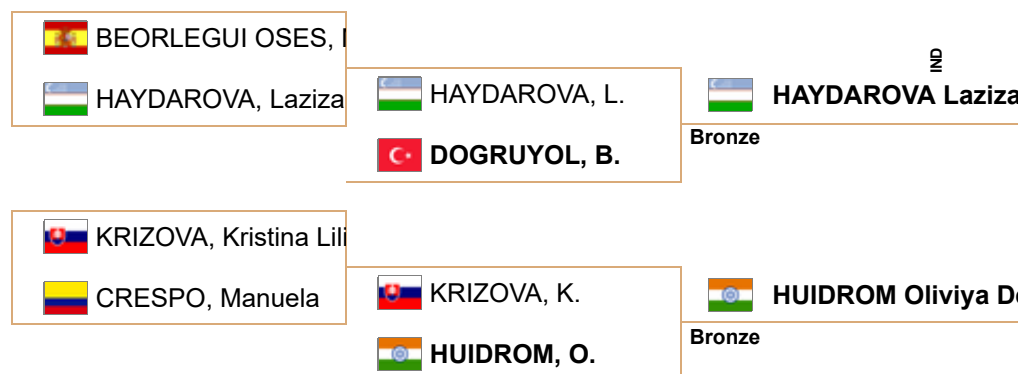 BEORLEGUI OSES,
HAYDAROVA, Laziza
HAYDAROVA, L.
DOGRUYOL, B.
IND
HAYDAROVA Laziza
Bronze
KRIZOVA, Kristina Lili
CRESPO, Manuela
KRIZOVA, K.
HUIDROM, O.
HUIDROM Oliviya D
Bronze